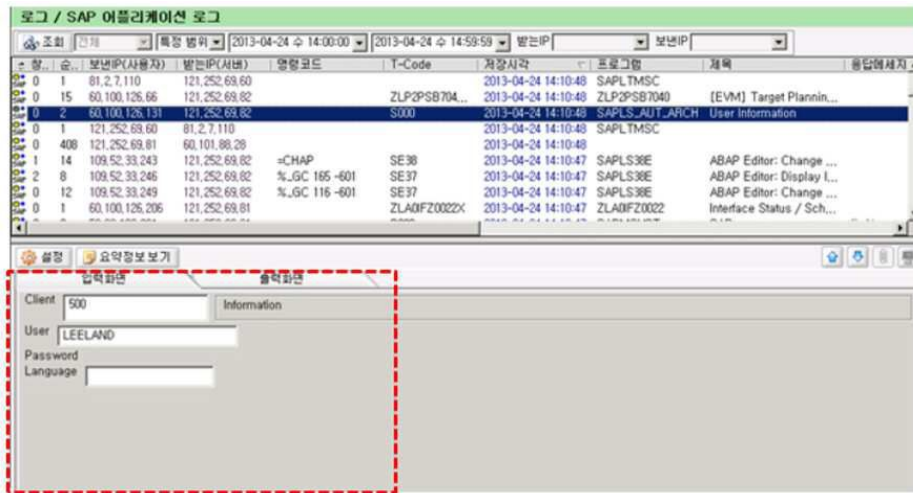 로그 / SAP 어플리케이션 로그
조회 전체 특정 범위 2013-04-24 수 14:00:00 2013-04-24 수 14:59:59 받는IP 보낸IP
순.. 보낸IP(사용자) 받는IP(서버) 명령코드 T-Code 저장시각 프로그램 제목 응답메세지
0 1 81,2,7,110 121,252,69,60 2013-04-24 14:10:48 SAPLTMSC
0 15 60,100,126,66 121,252,69,82 ZLP2PSB704... 2013-04-24 14:10:48 ZLP2PSB7040 [EVM] Target Plannin...
0 2 60,100,126,131 121,252,69,82 S000 2013-04-24 14:10:48 SAPLS_AUT_ARCH User Information
0 1 121,252,69,60 81,2,7,110 2013-04-24 14:10:48 SAPLTMSC
0 408 121,252,69,81 60,101,88,28 2013-04-24 14:10:48
1 14 109,52,33,243 121,252,69,82 =CHAP SE38 2013-04-24 14:10:47 SAPLS38E ABAP Editor: Change ...
2 8 109,52,33,246 121,252,69,82 %_GC 165 -601 SE37 2013-04-24 14:10:47 SAPLS38E ABAP Editor: Display I...
0 12 109,52,33,249 121,252,69,82 %_GC 116 -601 SE37 2013-04-24 14:10:47 SAPLS38E ABAP Editor: Change ...
0 1 60,100,126,206 121,252,69,81 ZLA0IFZ0022X 2013-04-24 14:10:47 ZLA0IFZ0022 Interface Status / Sch...
설정 요약정보보기
입력화면 출력화면
Client 500 Information
User LEELAND
Password
Language